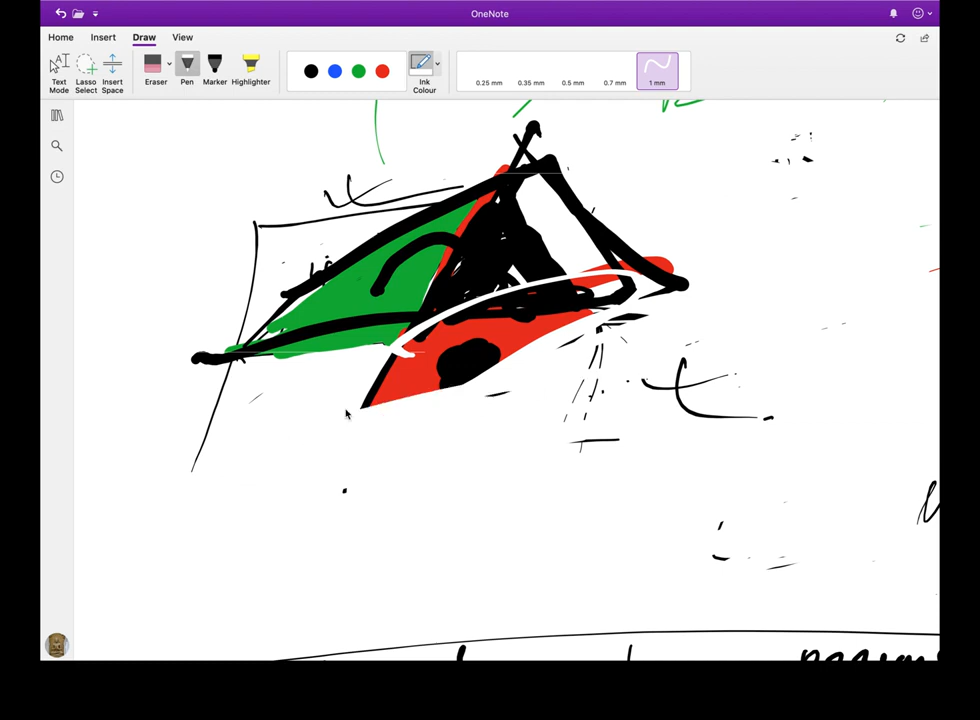 OneNote
Home Insert Draw View
Text Mode
Lasso Select
Insert Space
Eraser
Pen
Marker
Highlighter
Ink Colour
0.25 mm
0.35 mm
0.5 mm
0.7 mm
1 mm
t